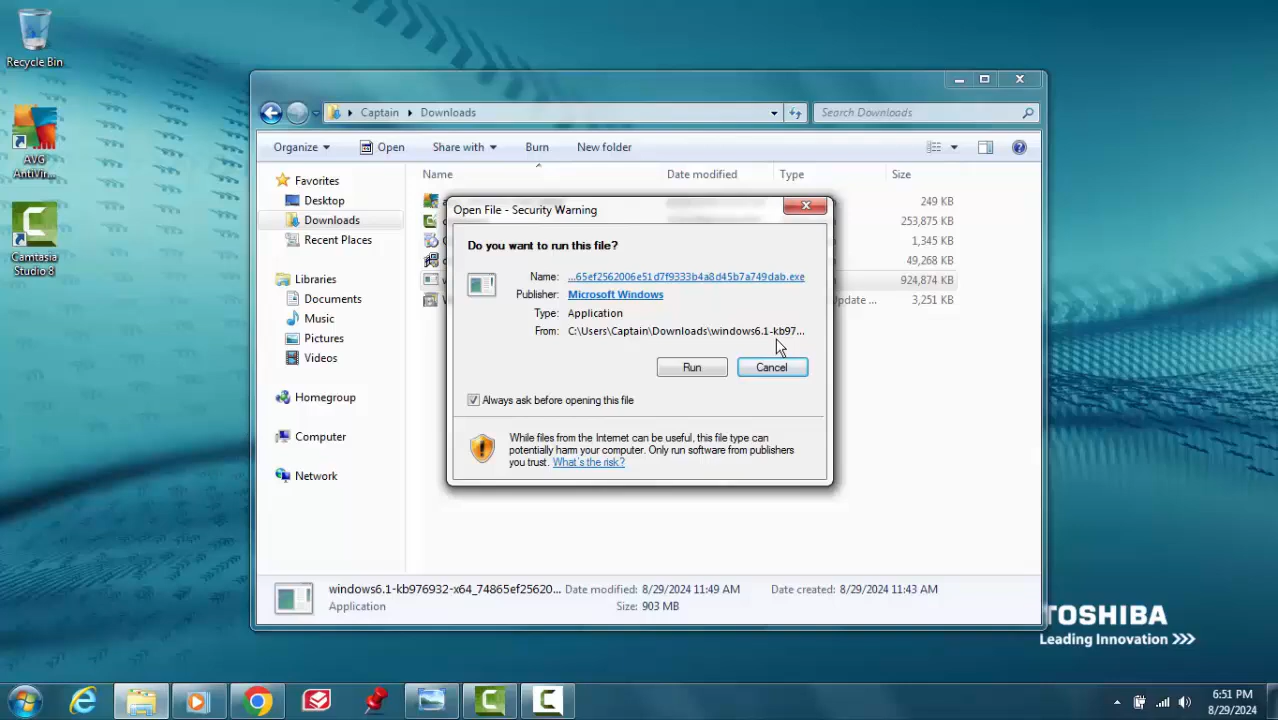 Recycle Bin
AVG
AntiVir...
Camtasia
Studio 8
Captain
Downloads
Search Downloads
Organize
Open
Share with
Burn
New folder
Name
Date modified
Type
Size
Favorites
Desktop
Downloads
Recent Places
Libraries
Documents
Music
Pictures
Videos
Homegroup
Computer
Network
249 KB
253,875 KB
1,345 KB
49,268 KB
924,874 KB
Update ...
3,251 KB
Open File - Security Warning
Do you want to run this file?
Name: ...65ef2562006e51d7f9333b4a8d45b7a749dab.exe
Publisher: Microsoft Windows
Type: Application
From: C:\Users\Captain\Downloads\windows6.1-kb97...
Run
Cancel
Always ask before opening this file
While files from the Internet can be useful, this file type can
potentially harm your computer. Only run software from publishers
you trust. What's the risk?
windows6.1-kb976932-x64_74865ef25620... Date modified: 8/29/2024 11:49 AM Date created: 8/29/2024 11:43 AM
Application Size: 903 MB
TOSHIBA
Leading Innovation >>>
6:51 PM
8/29/2024